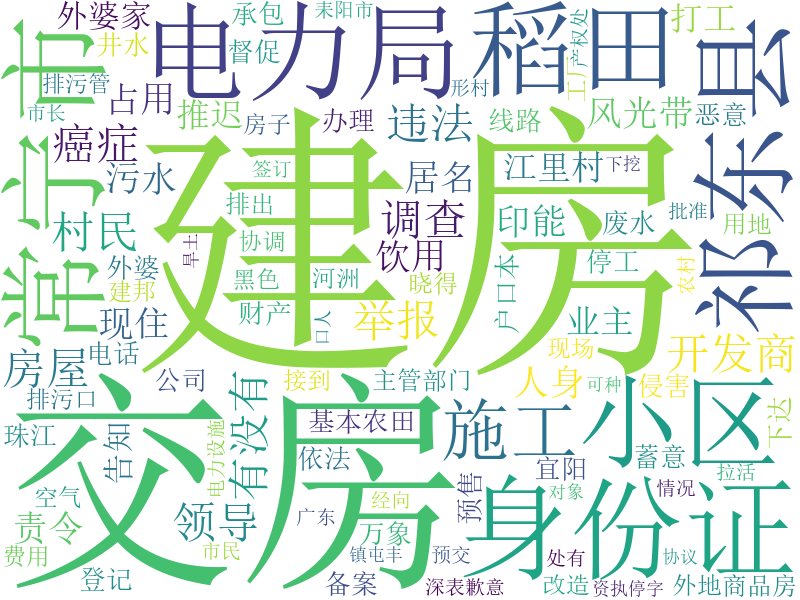 外婆家
井水
承包
耒阳市
督促
电力局
稻田
打工
工厂
产权处
县
市
排污管
市长
占用
推迟
形村
风光带
恶意
癌症
房子
办理
违法
线路
祁东
常宁
建房
污水
签订
居名
江里村
下挖
批准
村民
排出
调查
印能
废水
用地
外婆
旱土
协调
饮用
停工
建邦
黑色
河洲
晓得
户口本
农村
现住
财产
口人
举报
业主
房屋
电话
现场
开发商
公司
接到
主管部门
人身
侵害
可种
排污口
交房
有没有
基本农田
施工
小区
下达
珠江
告知
电力设施
依法
宜阳
蓄意
拉活
空气
领导
经向
预售
身份证
对象
情况
责令
广东
万象
费用
市民
镇屯丰
预交
处有
协议
登记
备案
深表歉意
改造
资执停字
外地
商品房